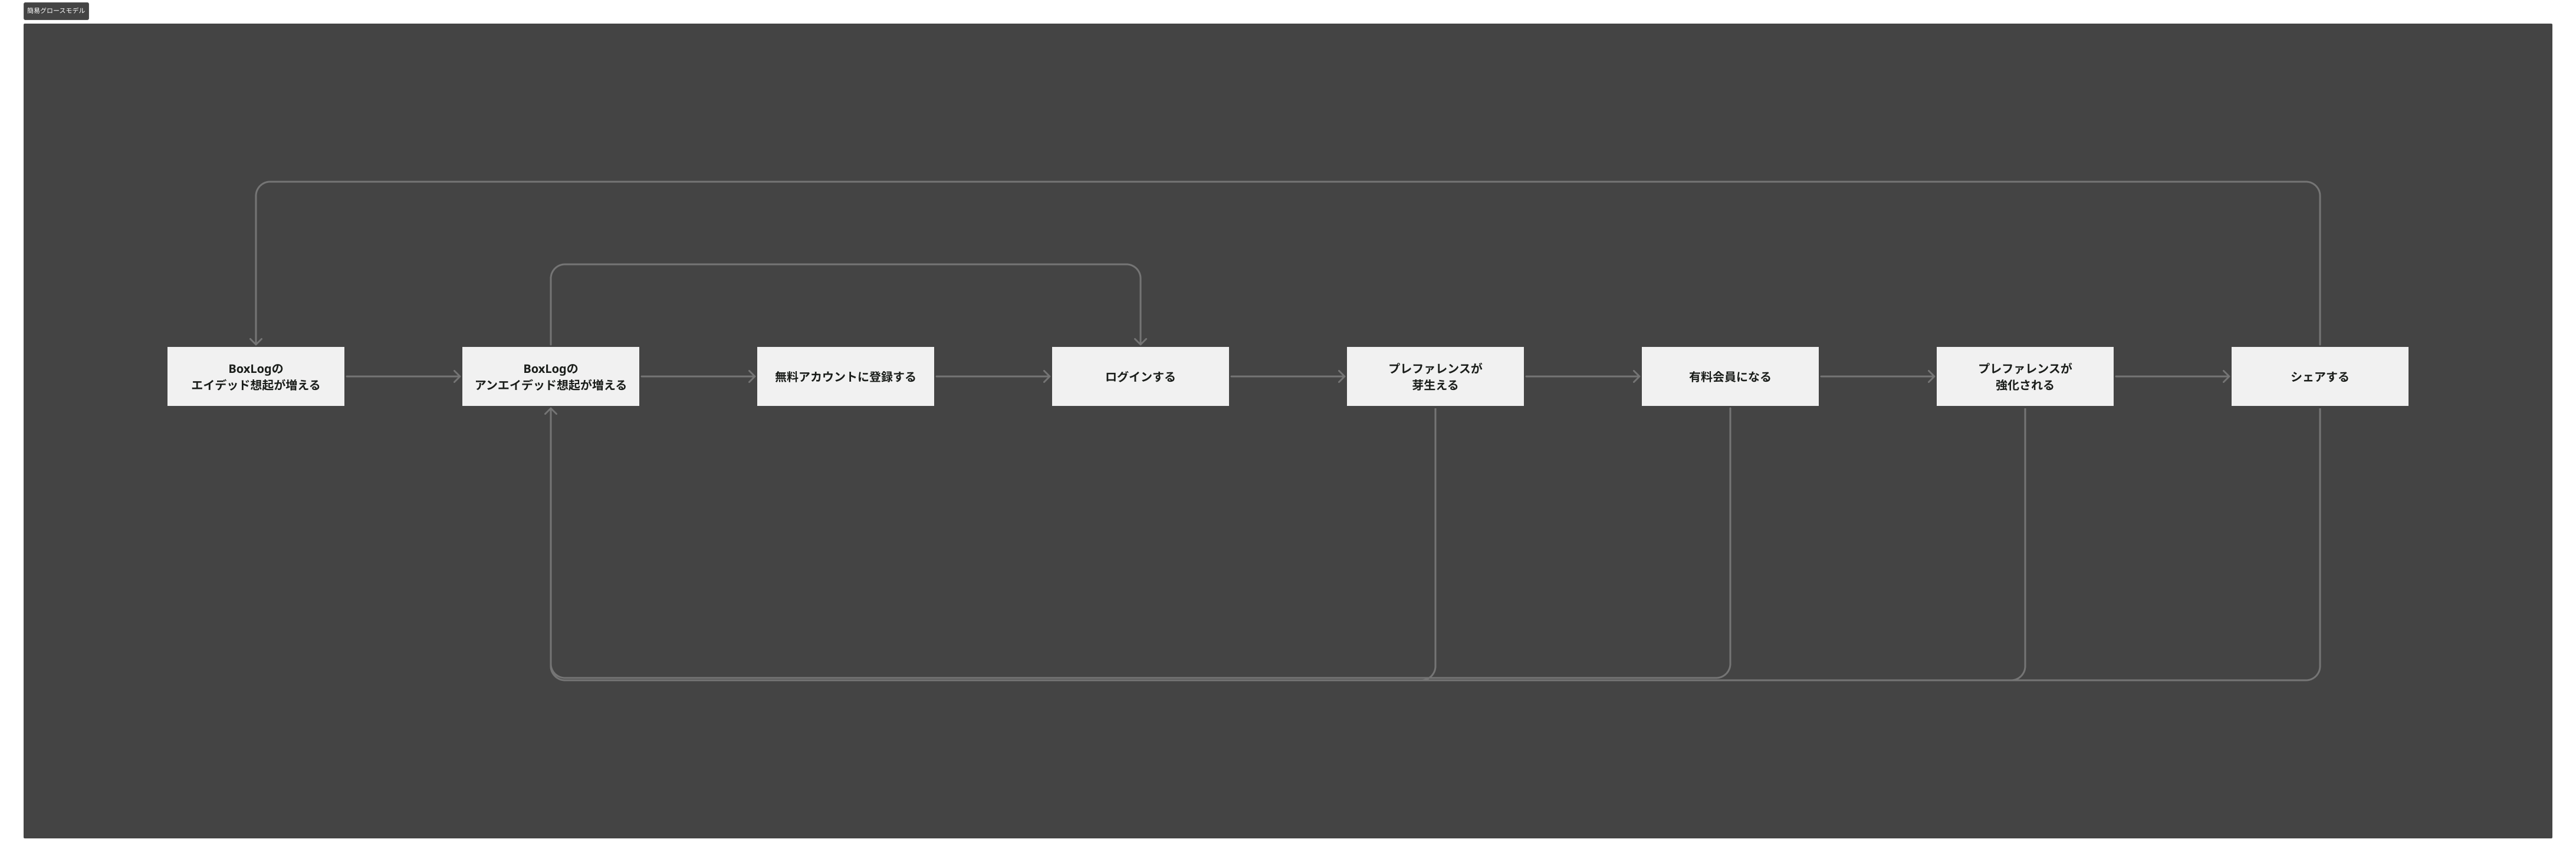 簡易グロースモデル
BoxLogの
エイデッド想起が増える
BoxLogの
アンエイデッド想起が増える
無料アカウントに登録する
ログインする
プレファレンスが
芽生える
有料会員になる
プレファレンスが
強化される
シェアする